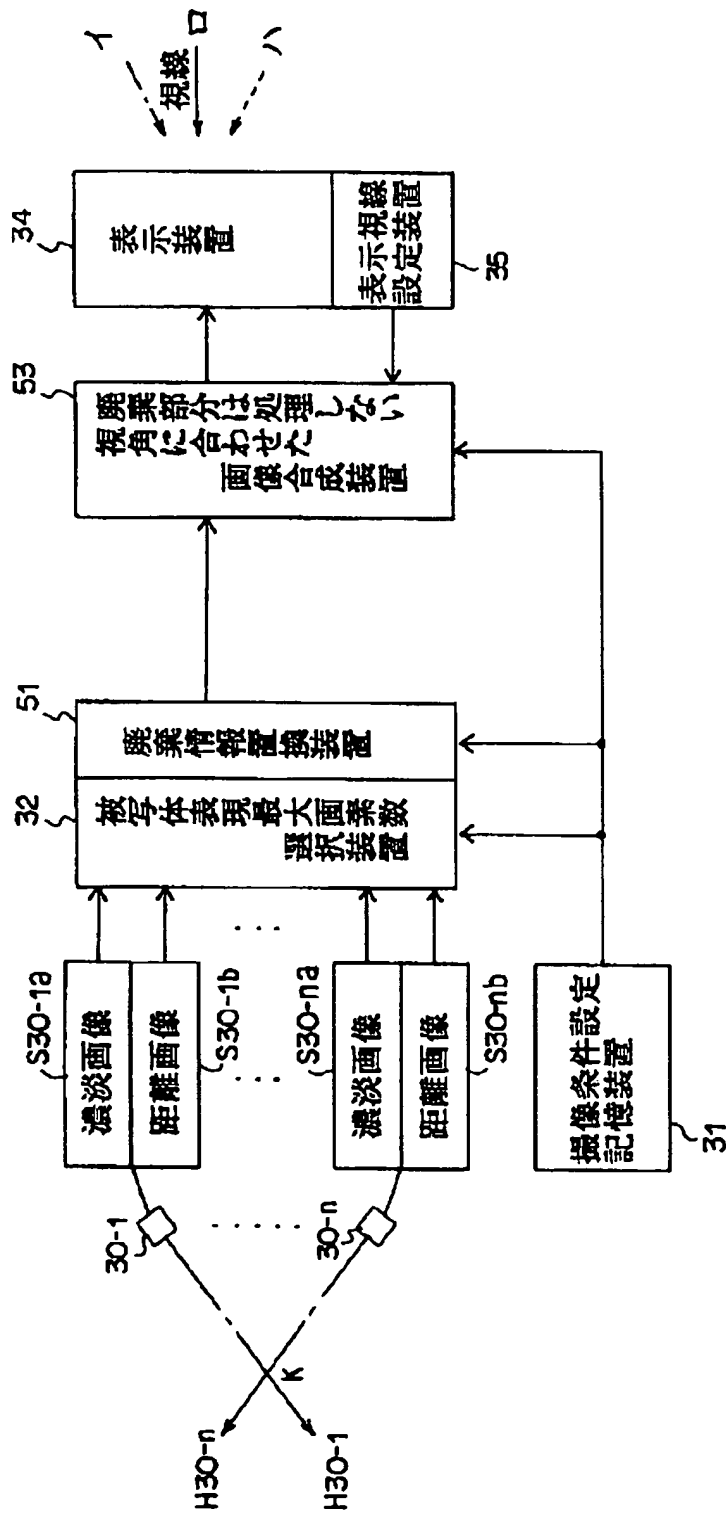 イ
視線
ロ
ハ
34
表示装置
表示視線
設定装置
35
53
廃棄部分は処理しない
視角に合わせた
画像合成装置
51
廃棄情報置換装置
32
被写体表現最大画素数
選択装置
S30-1a
濃淡画像
距離画像
S30-1b
S30-na
濃淡画像
距離画像
S30-nb
撮像条件設定
記憶装置
31
30-1
30-n
K
H30-n
H30-1